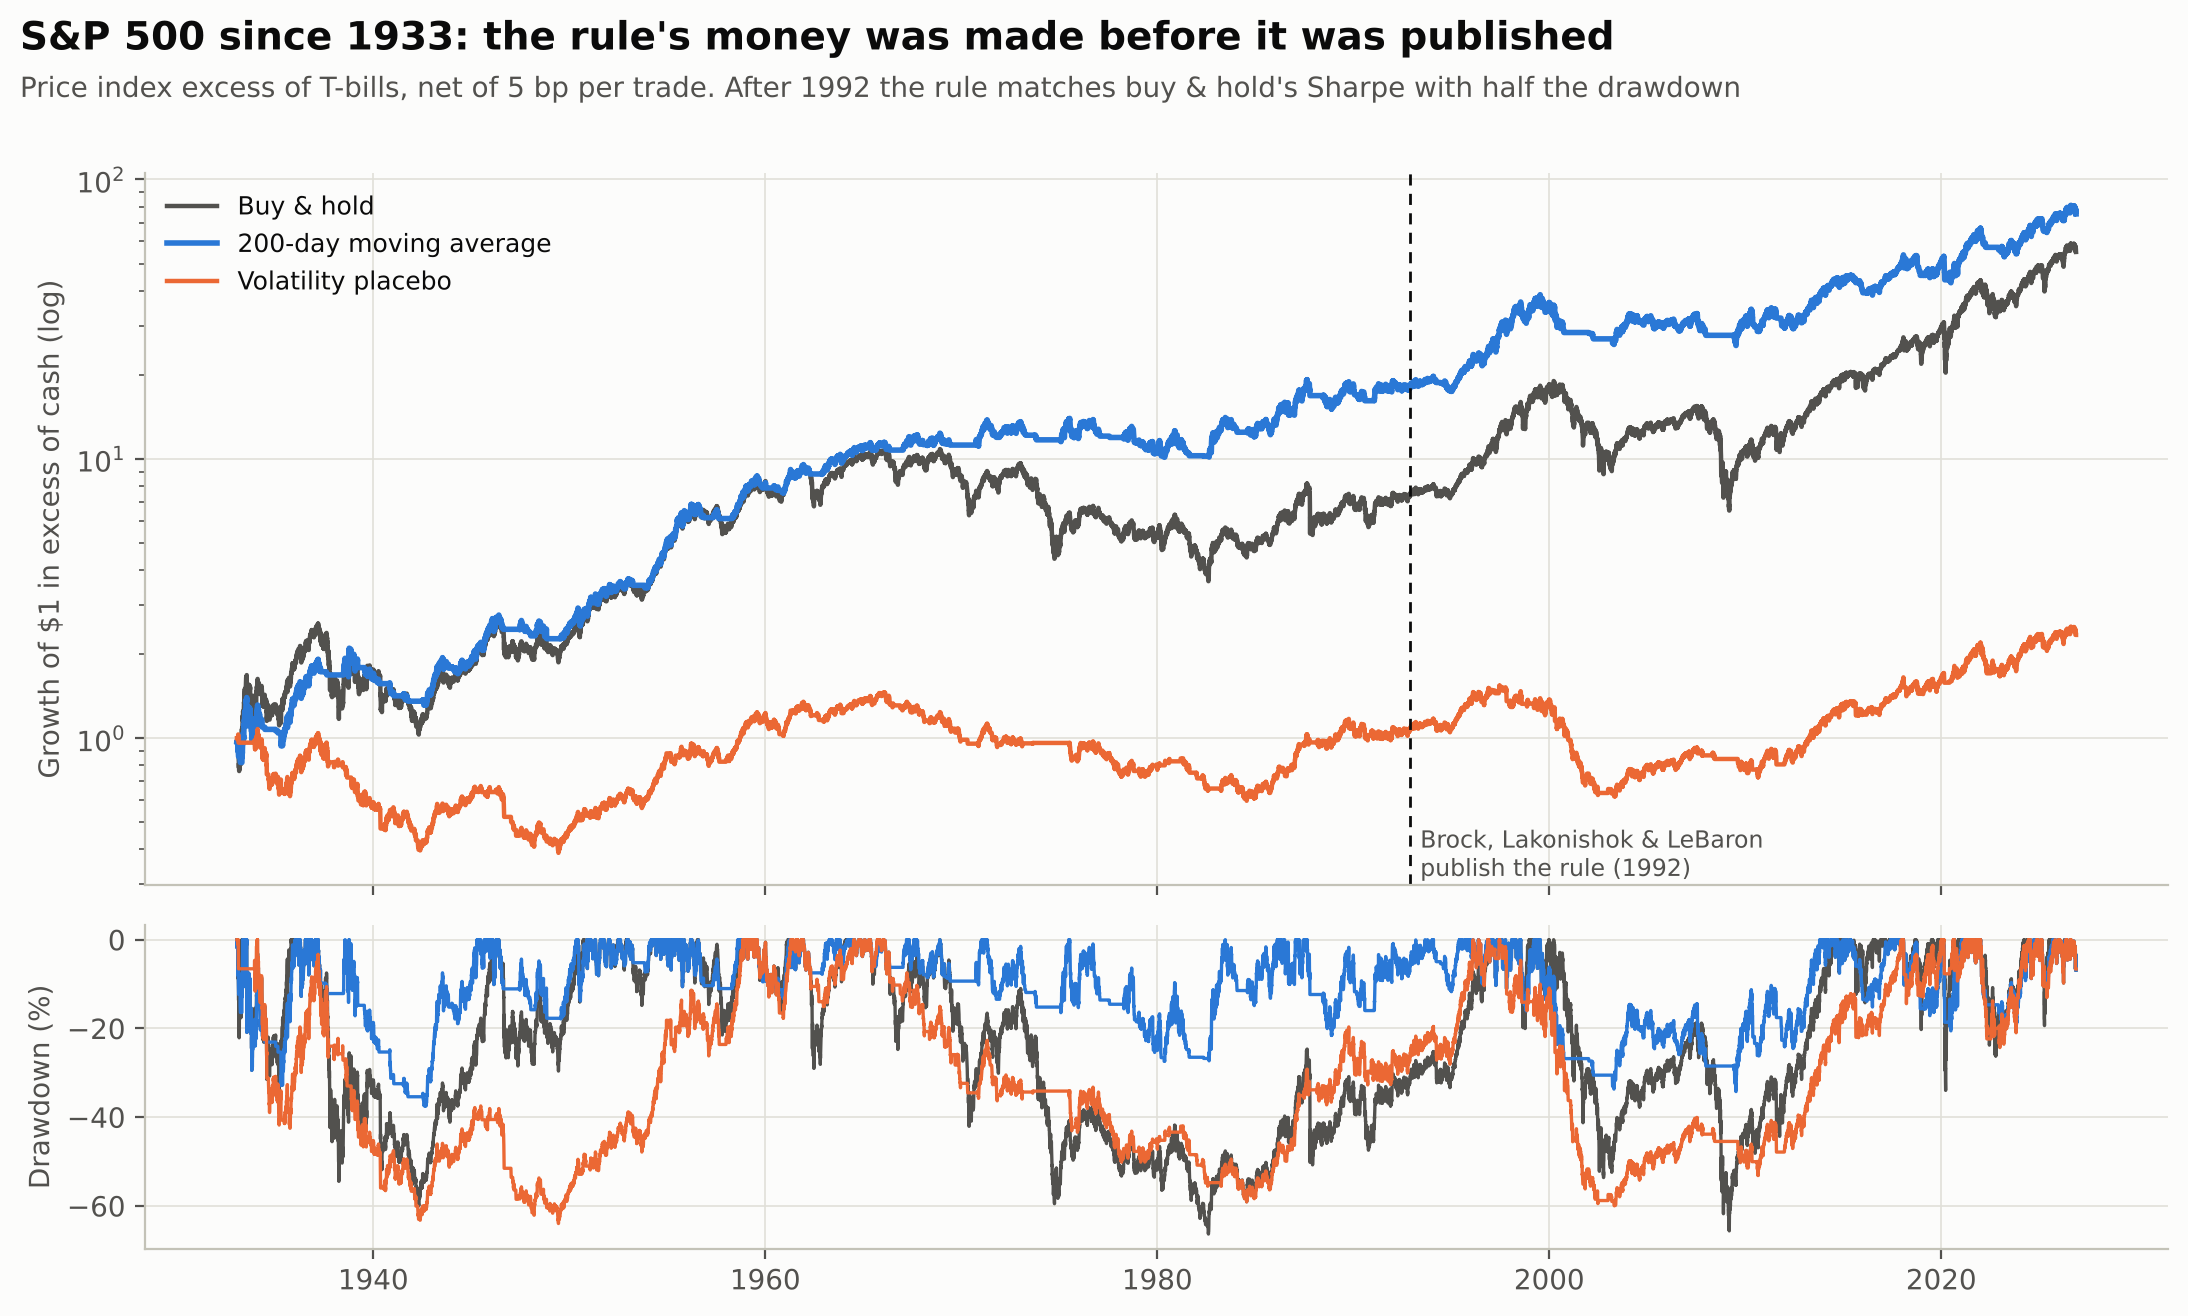 S&P 500 since 1933: the rule's money was made before it was published
Price index excess of T-bills, net of 5 bp per trade. After 1992 the rule matches buy & hold's Sharpe with half the drawdown
Growth of $1 in excess of cash (log)
10²
10¹
10⁰
Buy & hold
200-day moving average
Volatility placebo
Brock, Lakonishok & LeBaron
publish the rule (1992)
Drawdown (%)
0
−20
−40
−60
1940
1960
1980
2000
2020